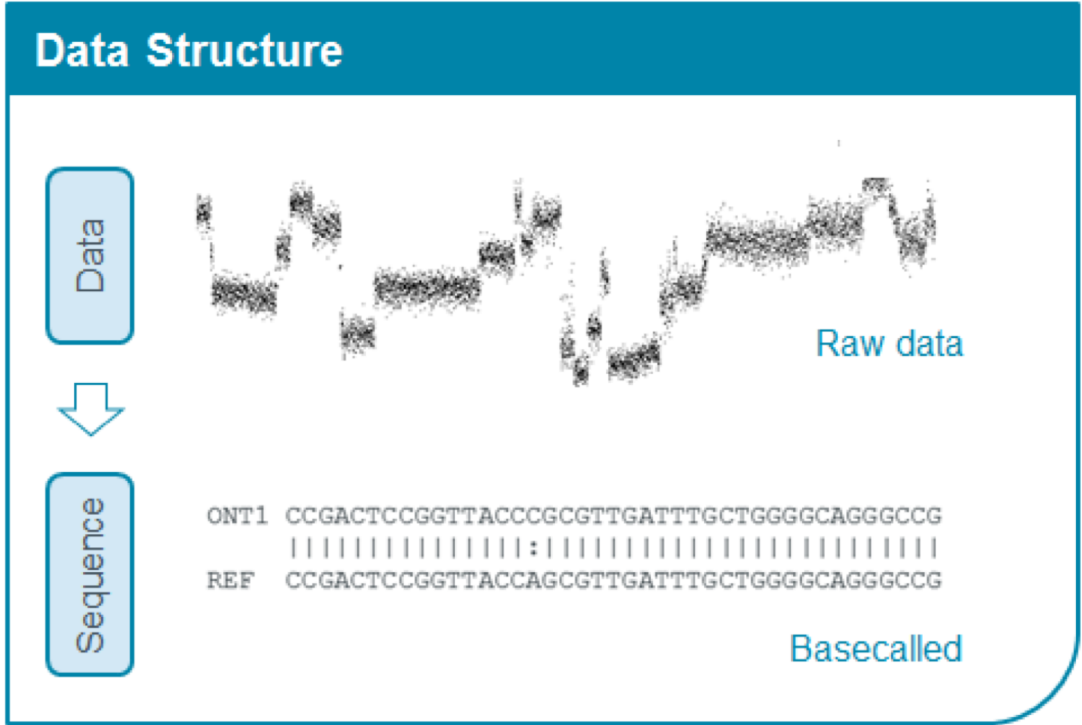 Data Structure
Data
Raw data
Sequence
ONT1 CCGACTCCGGTTACCCGCGTTGATTTGCTGGGGCAGGGCCG
|||||||||||||||:|||||||||||||||||||||||||
REF CCGACTCCGGTTACCAGCGTTGATTTGCTGGGGCAGGGCCG
Basecalled